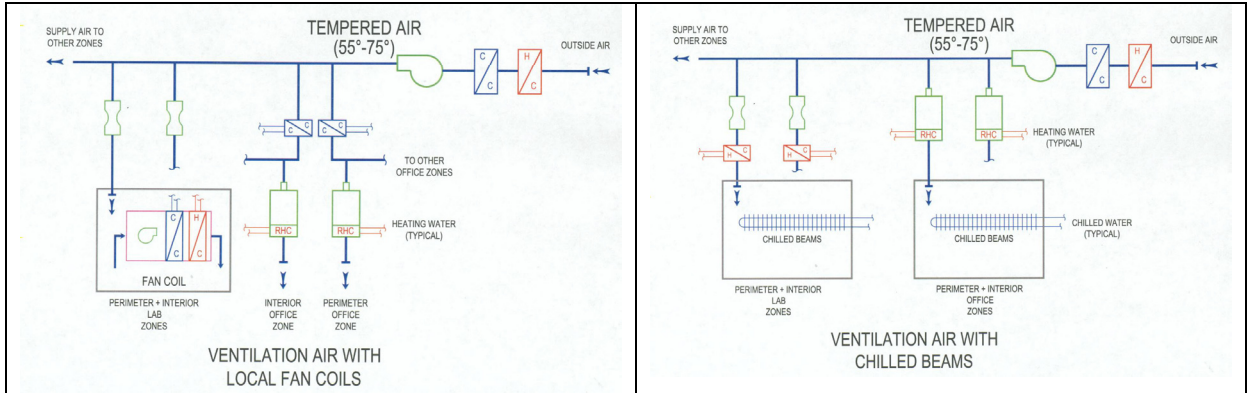 TEMPERED AIR
(55°-75°)
SUPPLY AIR TO
OTHER ZONES
OUTSIDE AIR
C
C
H
C
C
C
C
C
TO OTHER
OFFICE ZONES
HEATING WATER
(TYPICAL)
RHC
RHC
C
C
H
C
FAN COIL
PERIMETER + INTERIOR
LAB
ZONES
INTERIOR
OFFICE
ZONE
PERIMETER
OFFICE
ZONE
VENTILATION AIR WITH
LOCAL FAN COILS
TEMPERED AIR
(55°-75°)
SUPPLY AIR TO
OTHER ZONES
OUTSIDE AIR
C
C
H
C
RHC
RHC
HEATING WATER
(TYPICAL)
H
C
H
C
CHILLED BEAMS
CHILLED BEAMS
CHILLED WATER
(TYPICAL)
PERIMETER + INTERIOR
LAB
ZONES
PERIMETER + INTERIOR
OFFICE
ZONES
VENTILATION AIR WITH
CHILLED BEAMS